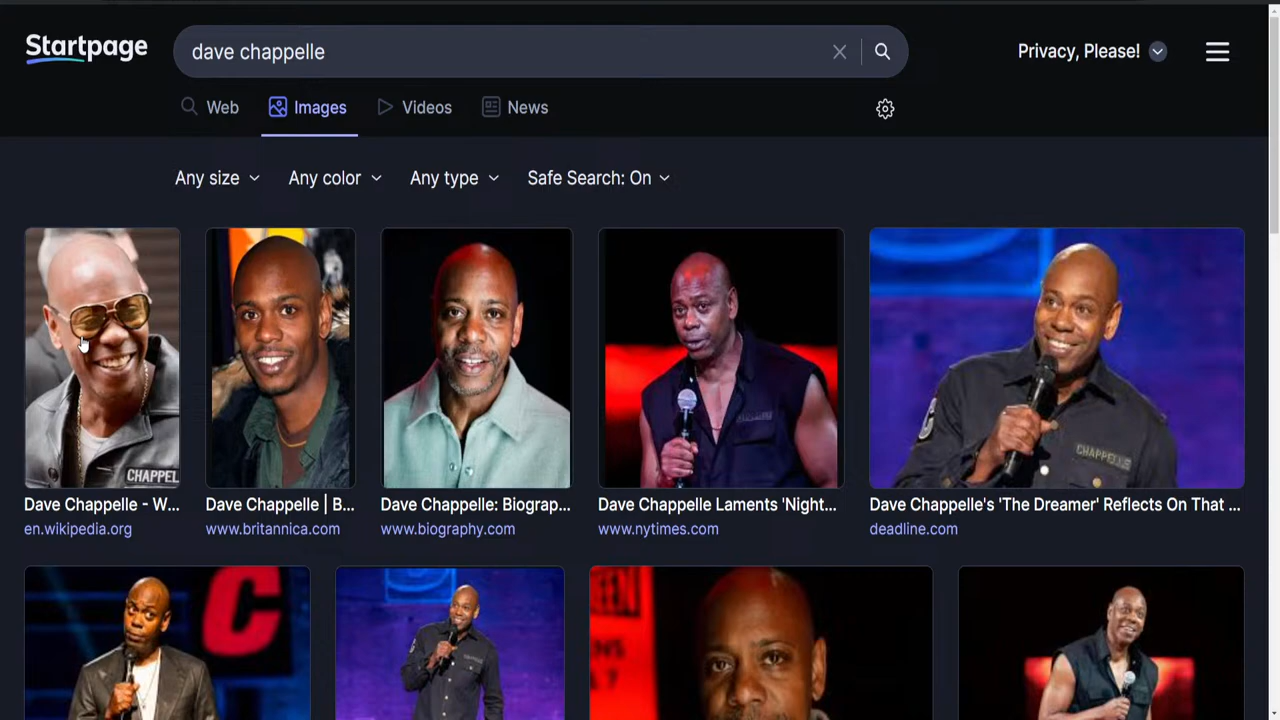 Startpage
dave chappelle
Privacy, Please!
Web
Images
Videos
News
Any size
Any color
Any type
Safe Search: On
CHAPPEL
CHAPPELLE
Dave Chappelle - W...
en.wikipedia.org
Dave Chappelle | B...
www.britannica.com
Dave Chappelle: Biograp...
www.biography.com
Dave Chappelle Laments 'Night...
www.nytimes.com
Dave Chappelle's 'The Dreamer' Reflects On That ...
deadline.com
C